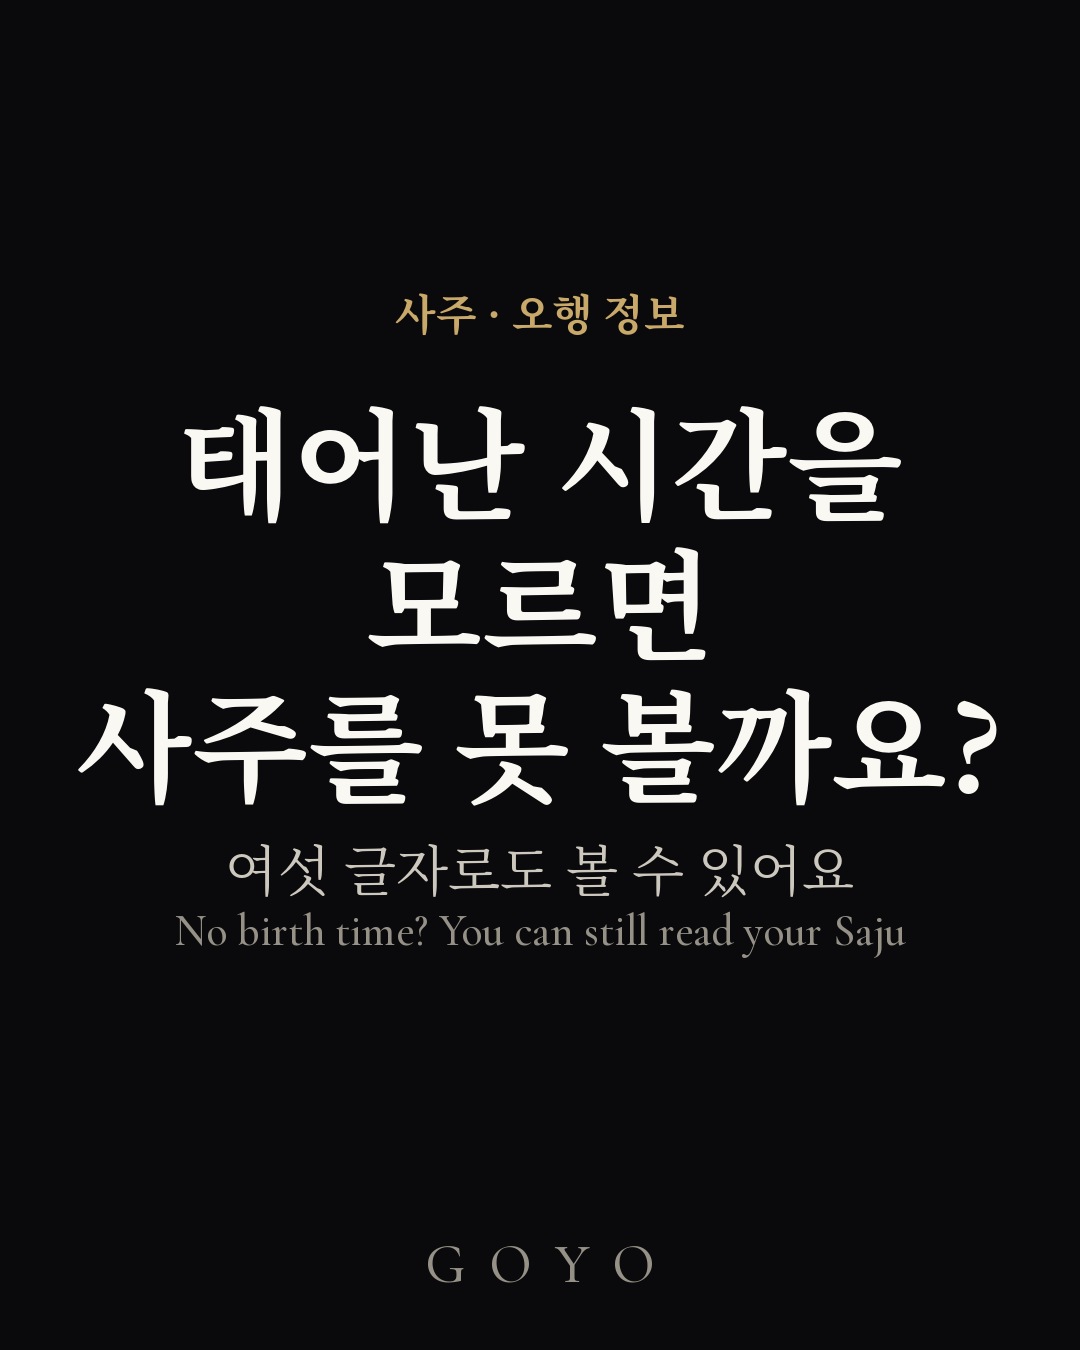 사주 · 오행 정보
태어난 시간을
모르면
사주를 못 볼까요?
여섯 글자로도 볼 수 있어요
No birth time? You can still read your Saju
GOYO